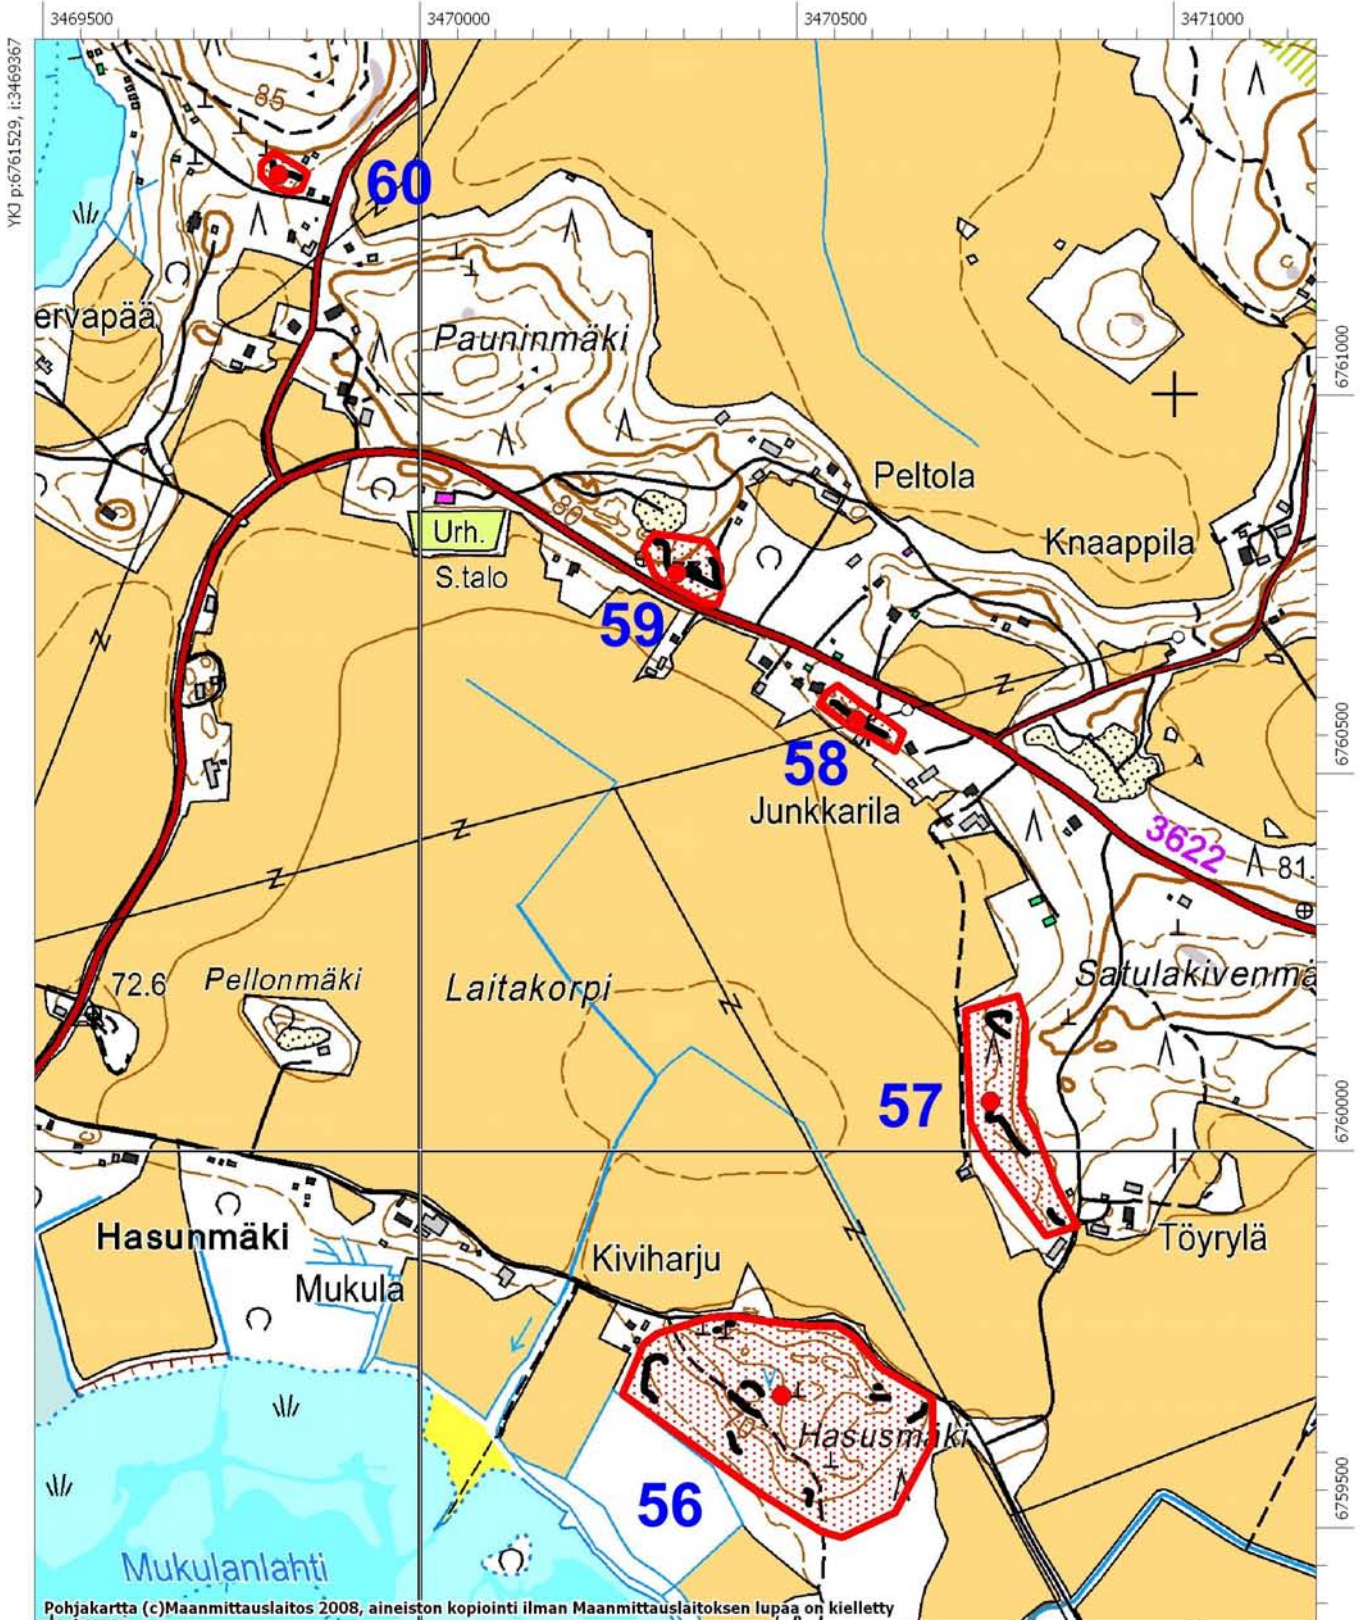 3469500
3470000
3470500
3471000
YKJ p:6761529, i:3469367
85
60
ervapää
Pauninmäki
6761000
Peltola
80
Urh.
Knaappila
S.talo
59
6760500
58
Junkkarila
3622
81.
72.6
Pellonmäki
Laitakorpi
Satulakivenmä
57
6760000
Hasunmäki
Töyrylä
Kiviharju
Mukula
70
Hasusmäki
56
6759500
Mukulanlahti
Pohjakartta (c)Maanmittauslaitos 2008, aineiston kopiointi ilman Maanmittauslaitoksen lupaa on kielletty